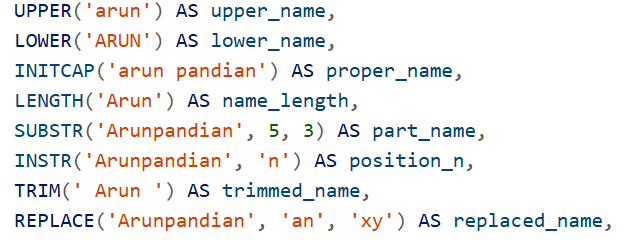 UPPER('arun') AS upper_name,
LOWER('ARUN') AS lower_name,
INITCAP('arun pandian') AS proper_name,
LENGTH('Arun') AS name_length,
SUBSTR('Arunpandian', 5, 3) AS part_name,
INSTR('Arunpandian', 'n') AS position_n,
TRIM(' Arun ') AS trimmed_name,
REPLACE('Arunpandian', 'an', 'xy') AS replaced_name,